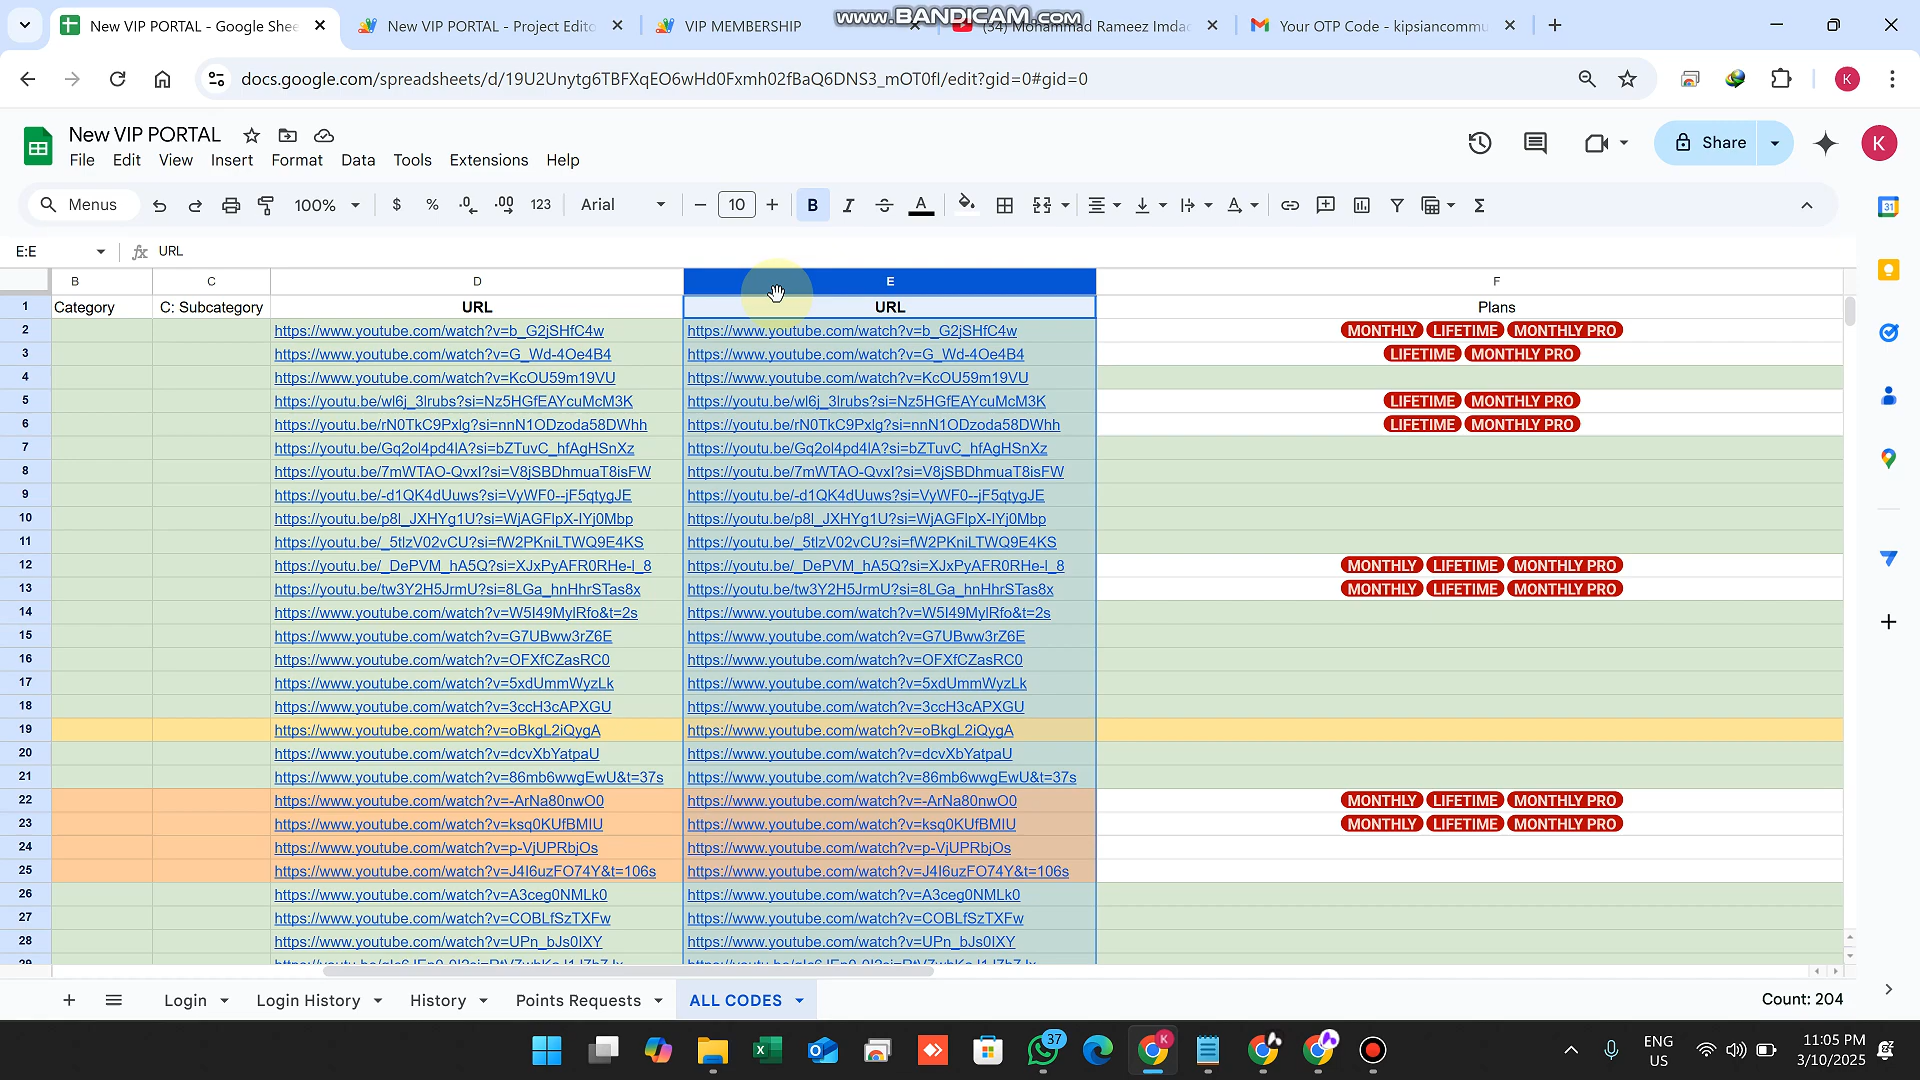 www.BANDICAM.com
New VIP PORTAL - Google Shee
New VIP PORTAL - Project Edito
VIP MEMBERSHIP
(34) Mohammad Rameez Imdad
Your OTP Code - kipsiancommu
docs.google.com/spreadsheets/d/19U2Unytg6TBFXqEO6wHd0Fxmh02fBaQ6DNS3_mOT0fI/edit?gid=0#gid=0
K
New VIP PORTAL
File Edit View Insert Format Data Tools Extensions Help
Share
K
Menus
100%
$ % .0 .00 123
Arial
10
B I S A
E:E
fx URL
B C D E F
1 Category C: Subcategory URL URL Plans
2 https://www.youtube.com/watch?v=b_G2jSHfC4w https://www.youtube.com/watch?v=b_G2jSHfC4w MONTHLY LIFETIME MONTHLY PRO
3 https://www.youtube.com/watch?v=G_Wd-4Oe4B4 https://www.youtube.com/watch?v=G_Wd-4Oe4B4 LIFETIME MONTHLY PRO
4 https://www.youtube.com/watch?v=KcOU59m19VU https://www.youtube.com/watch?v=KcOU59m19VU
5 https://youtu.be/wl6j_3lrubs?si=Nz5HGfEAYcuMcM3K https://youtu.be/wl6j_3lrubs?si=Nz5HGfEAYcuMcM3K LIFETIME MONTHLY PRO
6 https://youtu.be/rN0TkC9Pxlg?si=nnN1ODzoda58DWhh https://youtu.be/rN0TkC9Pxlg?si=nnN1ODzoda58DWhh LIFETIME MONTHLY PRO
7 https://youtu.be/Gq2ol4pd4lA?si=bZTuvC_hfAgHSnXz https://youtu.be/Gq2ol4pd4lA?si=bZTuvC_hfAgHSnXz
8 https://youtu.be/7mWTAO-QvxI?si=V8jSBDhmuaT8isFW https://youtu.be/7mWTAO-QvxI?si=V8jSBDhmuaT8isFW
9 https://youtu.be/-d1QK4dUuws?si=VyWF0--jF5qtygJE https://youtu.be/-d1QK4dUuws?si=VyWF0--jF5qtygJE
10 https://youtu.be/p8l_JXHYg1U?si=WjAGFlpX-IYj0Mbp https://youtu.be/p8l_JXHYg1U?si=WjAGFlpX-IYj0Mbp
11 https://youtu.be/_5tlzV02vCU?si=fW2PKniLTWQ9E4KS https://youtu.be/_5tlzV02vCU?si=fW2PKniLTWQ9E4KS
12 https://youtu.be/_DePVM_hA5Q?si=XJxPyAFR0RHe-l_8 https://youtu.be/_DePVM_hA5Q?si=XJxPyAFR0RHe-l_8 MONTHLY LIFETIME MONTHLY PRO
13 https://youtu.be/tw3Y2H5JrmU?si=8LGa_hnHhrSTas8x https://youtu.be/tw3Y2H5JrmU?si=8LGa_hnHhrSTas8x MONTHLY LIFETIME MONTHLY PRO
14 https://www.youtube.com/watch?v=W5I49MylRfo&t=2s https://www.youtube.com/watch?v=W5I49MylRfo&t=2s
15 https://www.youtube.com/watch?v=G7UBww3rZ6E https://www.youtube.com/watch?v=G7UBww3rZ6E
16 https://www.youtube.com/watch?v=OFXfCZasRC0 https://www.youtube.com/watch?v=OFXfCZasRC0
17 https://www.youtube.com/watch?v=5xdUmmWyzLk https://www.youtube.com/watch?v=5xdUmmWyzLk
18 https://www.youtube.com/watch?v=3ccH3cAPXGU https://www.youtube.com/watch?v=3ccH3cAPXGU
19 https://www.youtube.com/watch?v=oBkgL2iQygA https://www.youtube.com/watch?v=oBkgL2iQygA
20 https://www.youtube.com/watch?v=dcvXbYatpaU https://www.youtube.com/watch?v=dcvXbYatpaU
21 https://www.youtube.com/watch?v=86mb6wwgEwU&t=37s https://www.youtube.com/watch?v=86mb6wwgEwU&t=37s
22 https://www.youtube.com/watch?v=-ArNa80nwO0 https://www.youtube.com/watch?v=-ArNa80nwO0 MONTHLY LIFETIME MONTHLY PRO
23 https://www.youtube.com/watch?v=ksq0KUfBMIU https://www.youtube.com/watch?v=ksq0KUfBMIU MONTHLY LIFETIME MONTHLY PRO
24 https://www.youtube.com/watch?v=p-VjUPRbjOs https://www.youtube.com/watch?v=p-VjUPRbjOs
25 https://www.youtube.com/watch?v=J4I6uzFO74Y&t=106s https://www.youtube.com/watch?v=J4I6uzFO74Y&t=106s
26 https://www.youtube.com/watch?v=A3ceg0NMLk0 https://www.youtube.com/watch?v=A3ceg0NMLk0
27 https://www.youtube.com/watch?v=COBLfSzTXFw https://www.youtube.com/watch?v=COBLfSzTXFw
28 https://www.youtube.com/watch?v=UPn_bJs0IXY https://www.youtube.com/watch?v=UPn_bJs0IXY
29
Login Login History History Points Requests ALL CODES
Count: 204
37
ENG
US
11:05 PM
3/10/2025